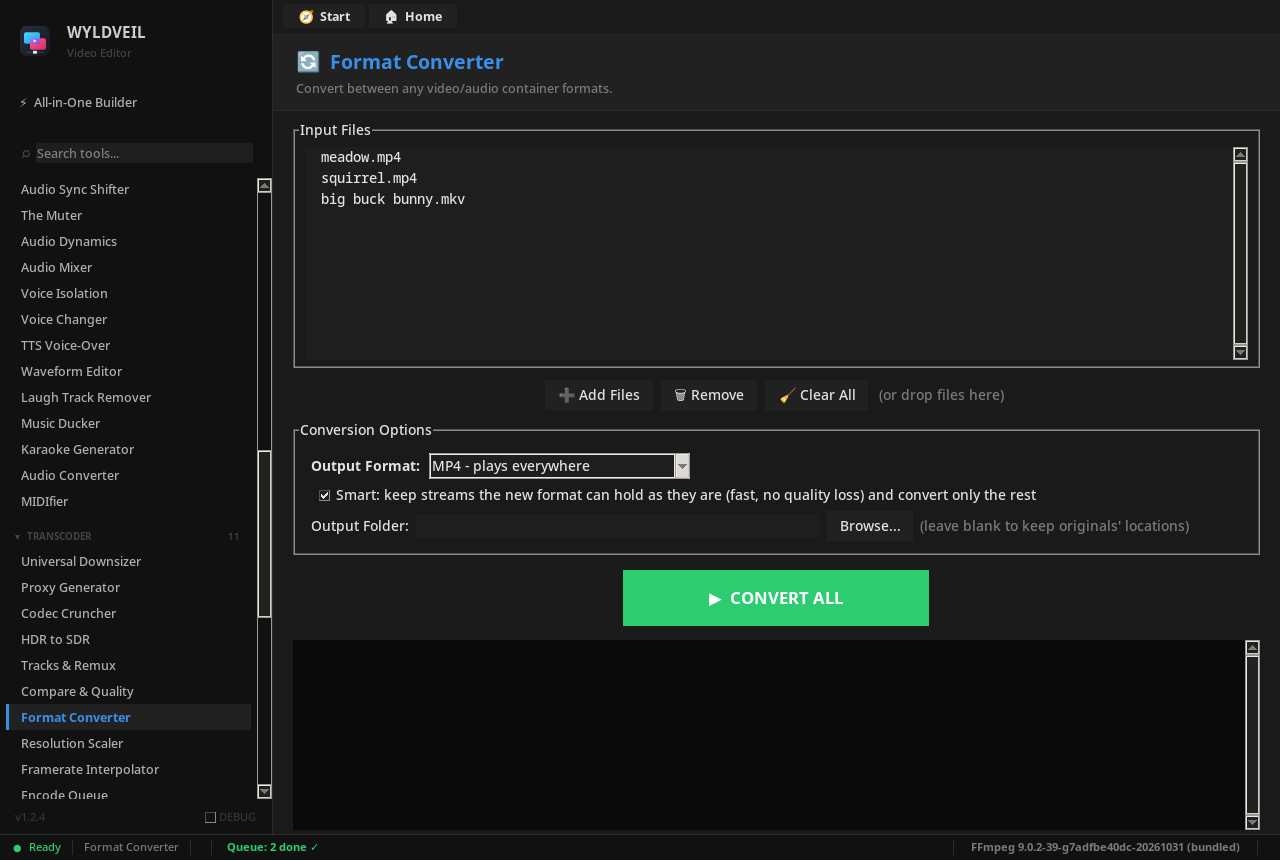 WYLDVEIL
Video Editor
⚡ All-in-One Builder
Search tools...
Audio Sync Shifter
The Muter
Audio Dynamics
Audio Mixer
Voice Isolation
Voice Changer
TTS Voice-Over
Waveform Editor
Laugh Track Remover
Music Ducker
Karaoke Generator
Audio Converter
MIDIfier
▾ TRANSCODER 11
Universal Downsizer
Proxy Generator
Codec Cruncher
HDR to SDR
Tracks & Remux
Compare & Quality
Format Converter
Resolution Scaler
Framerate Interpolator
Encode Queue
v1.2.4 DEBUG
🧭 Start 🏠 Home
🔄 Format Converter
Convert between any video/audio container formats.
Input Files
meadow.mp4
squirrel.mp4
big buck bunny.mkv
➕ Add Files 🗑 Remove 🧹 Clear All (or drop files here)
Conversion Options
Output Format: MP4 - plays everywhere
Smart: keep streams the new format can hold as they are (fast, no quality loss) and convert only the rest
Output Folder: Browse... (leave blank to keep originals' locations)
▶ CONVERT ALL
● Ready Format Converter Queue: 2 done ✓ FFmpeg 9.0.2-39-g7adfbe40dc-20261031 (bundled)